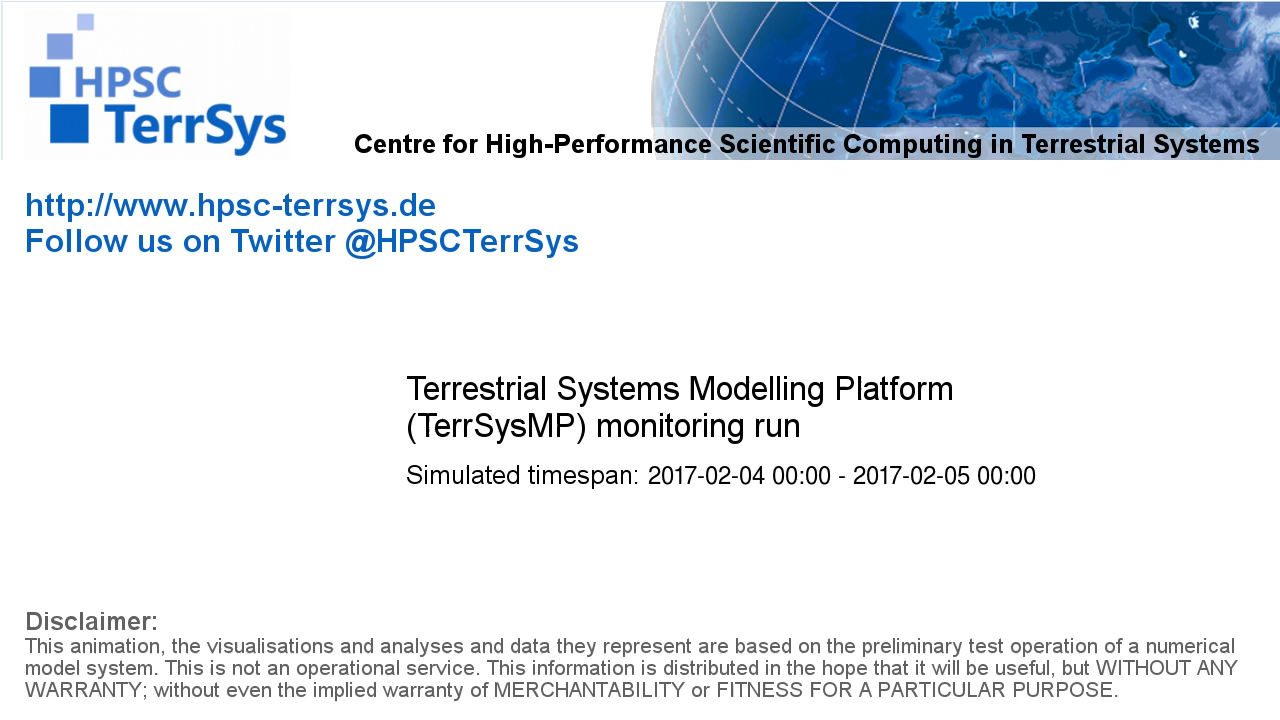 HPSC
TerrSys
Centre for High-Performance Scientific Computing in Terrestrial Systems
http://www.hpsc-terrsys.de
Follow us on Twitter @HPSCTerrSys
Terrestrial Systems Modelling Platform
(TerrSysMP) monitoring run
Simulated timespan: 2017-02-04 00:00 - 2017-02-05 00:00
Disclaimer:
This animation, the visualisations and analyses and data they represent are based on the preliminary test operation of a numerical
model system. This is not an operational service. This information is distributed in the hope that it will be useful, but WITHOUT ANY
WARRANTY; without even the implied warranty of MERCHANTABILITY or FITNESS FOR A PARTICULAR PURPOSE.